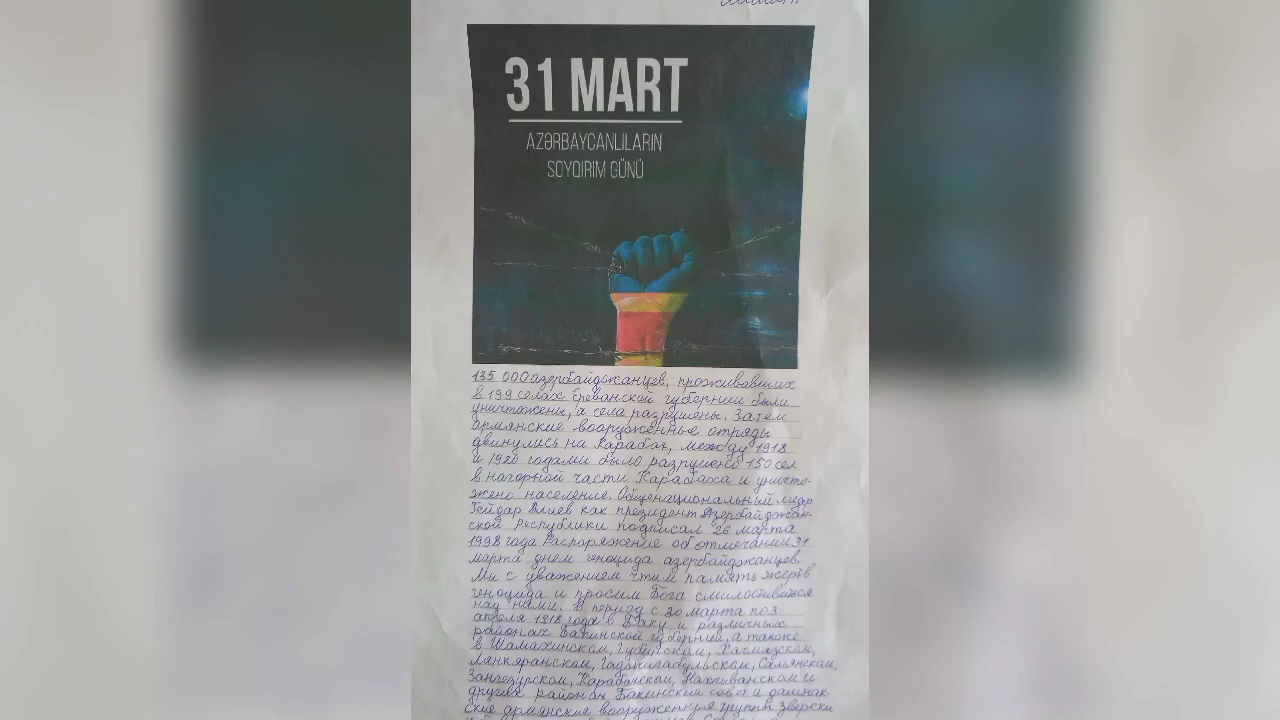 31 MART
AZƏRBAYCANLILARIN
SOYQIRIM GÜNÜ
135 000 азербайджанцев, проживавших
в 199 селах Ереванской губернии были
уничтожены, а села разрушены. Затем
армянские вооруженные отряды
двинулись на Карабах, между 1918
и 1920 годами было разрушено 150 сел
в нагорной части Карабаха и уничто-
жено население. Общенациональный лидер
Гейдар Алиев как президент Азербайджан-
ской Республики подписал 26 марта
1998 года Распоряжение об отмечании 31
марта днем геноцида азербайджанцев.
Ми с уважением чтим память жертв
геноцида и просим Бога смилостивится
над ними. В период с 30 марта по 3
апреля 1918 года в Баку и различных
районах Бакинской губернии, а также
в Шамахинском, Губинском, Хачмазском,
Лянкяранском, Гаджигабульском, Сальянском,
Зангезурском, Карабахском, Нахчиванском и
других районах Бакинский совет и дашнак-
ские армянские вооруженные группы зверски